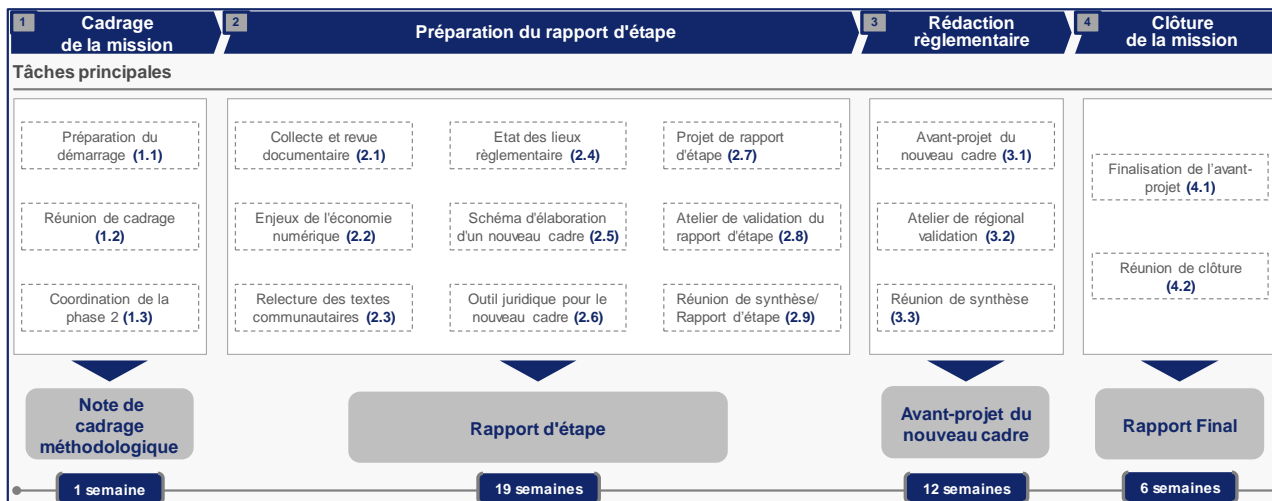 1
Cadrage
de la mission
2
Préparation du rapport d'étape
3
Rédaction
règlementaire
4
Clôture
de la mission
Tâches principales
Préparation du
démarrage (1.1)
Réunion de cadrage
(1.2)
Coordination de la
phase 2 (1.3)
Collecte et revue
documentaire (2.1)
Enjeux de l'économie
numérique (2.2)
Relecture des textes
communautaires (2.3)
Etat des lieux
règlementaire (2.4)
Schéma d'élaboration
d'un nouveau cadre (2.5)
Outil juridique pour le
nouveau cadre (2.6)
Projet de rapport
d'étape (2.7)
Atelier de validation du
rapport d'étape (2.8)
Réunion de synthèse/
Rapport d'étape (2.9)
Avant-projet du
nouveau cadre (3.1)
Atelier de régional
validation (3.2)
Réunion de synthèse
(3.3)
Finalisation de l'avant-
projet (4.1)
Réunion de clôture
(4.2)
Note de
cadrage
méthodologique
Rapport d'étape
Avant-projet du
nouveau cadre
Rapport Final
1 semaine
19 semaines
12 semaines
6 semaines